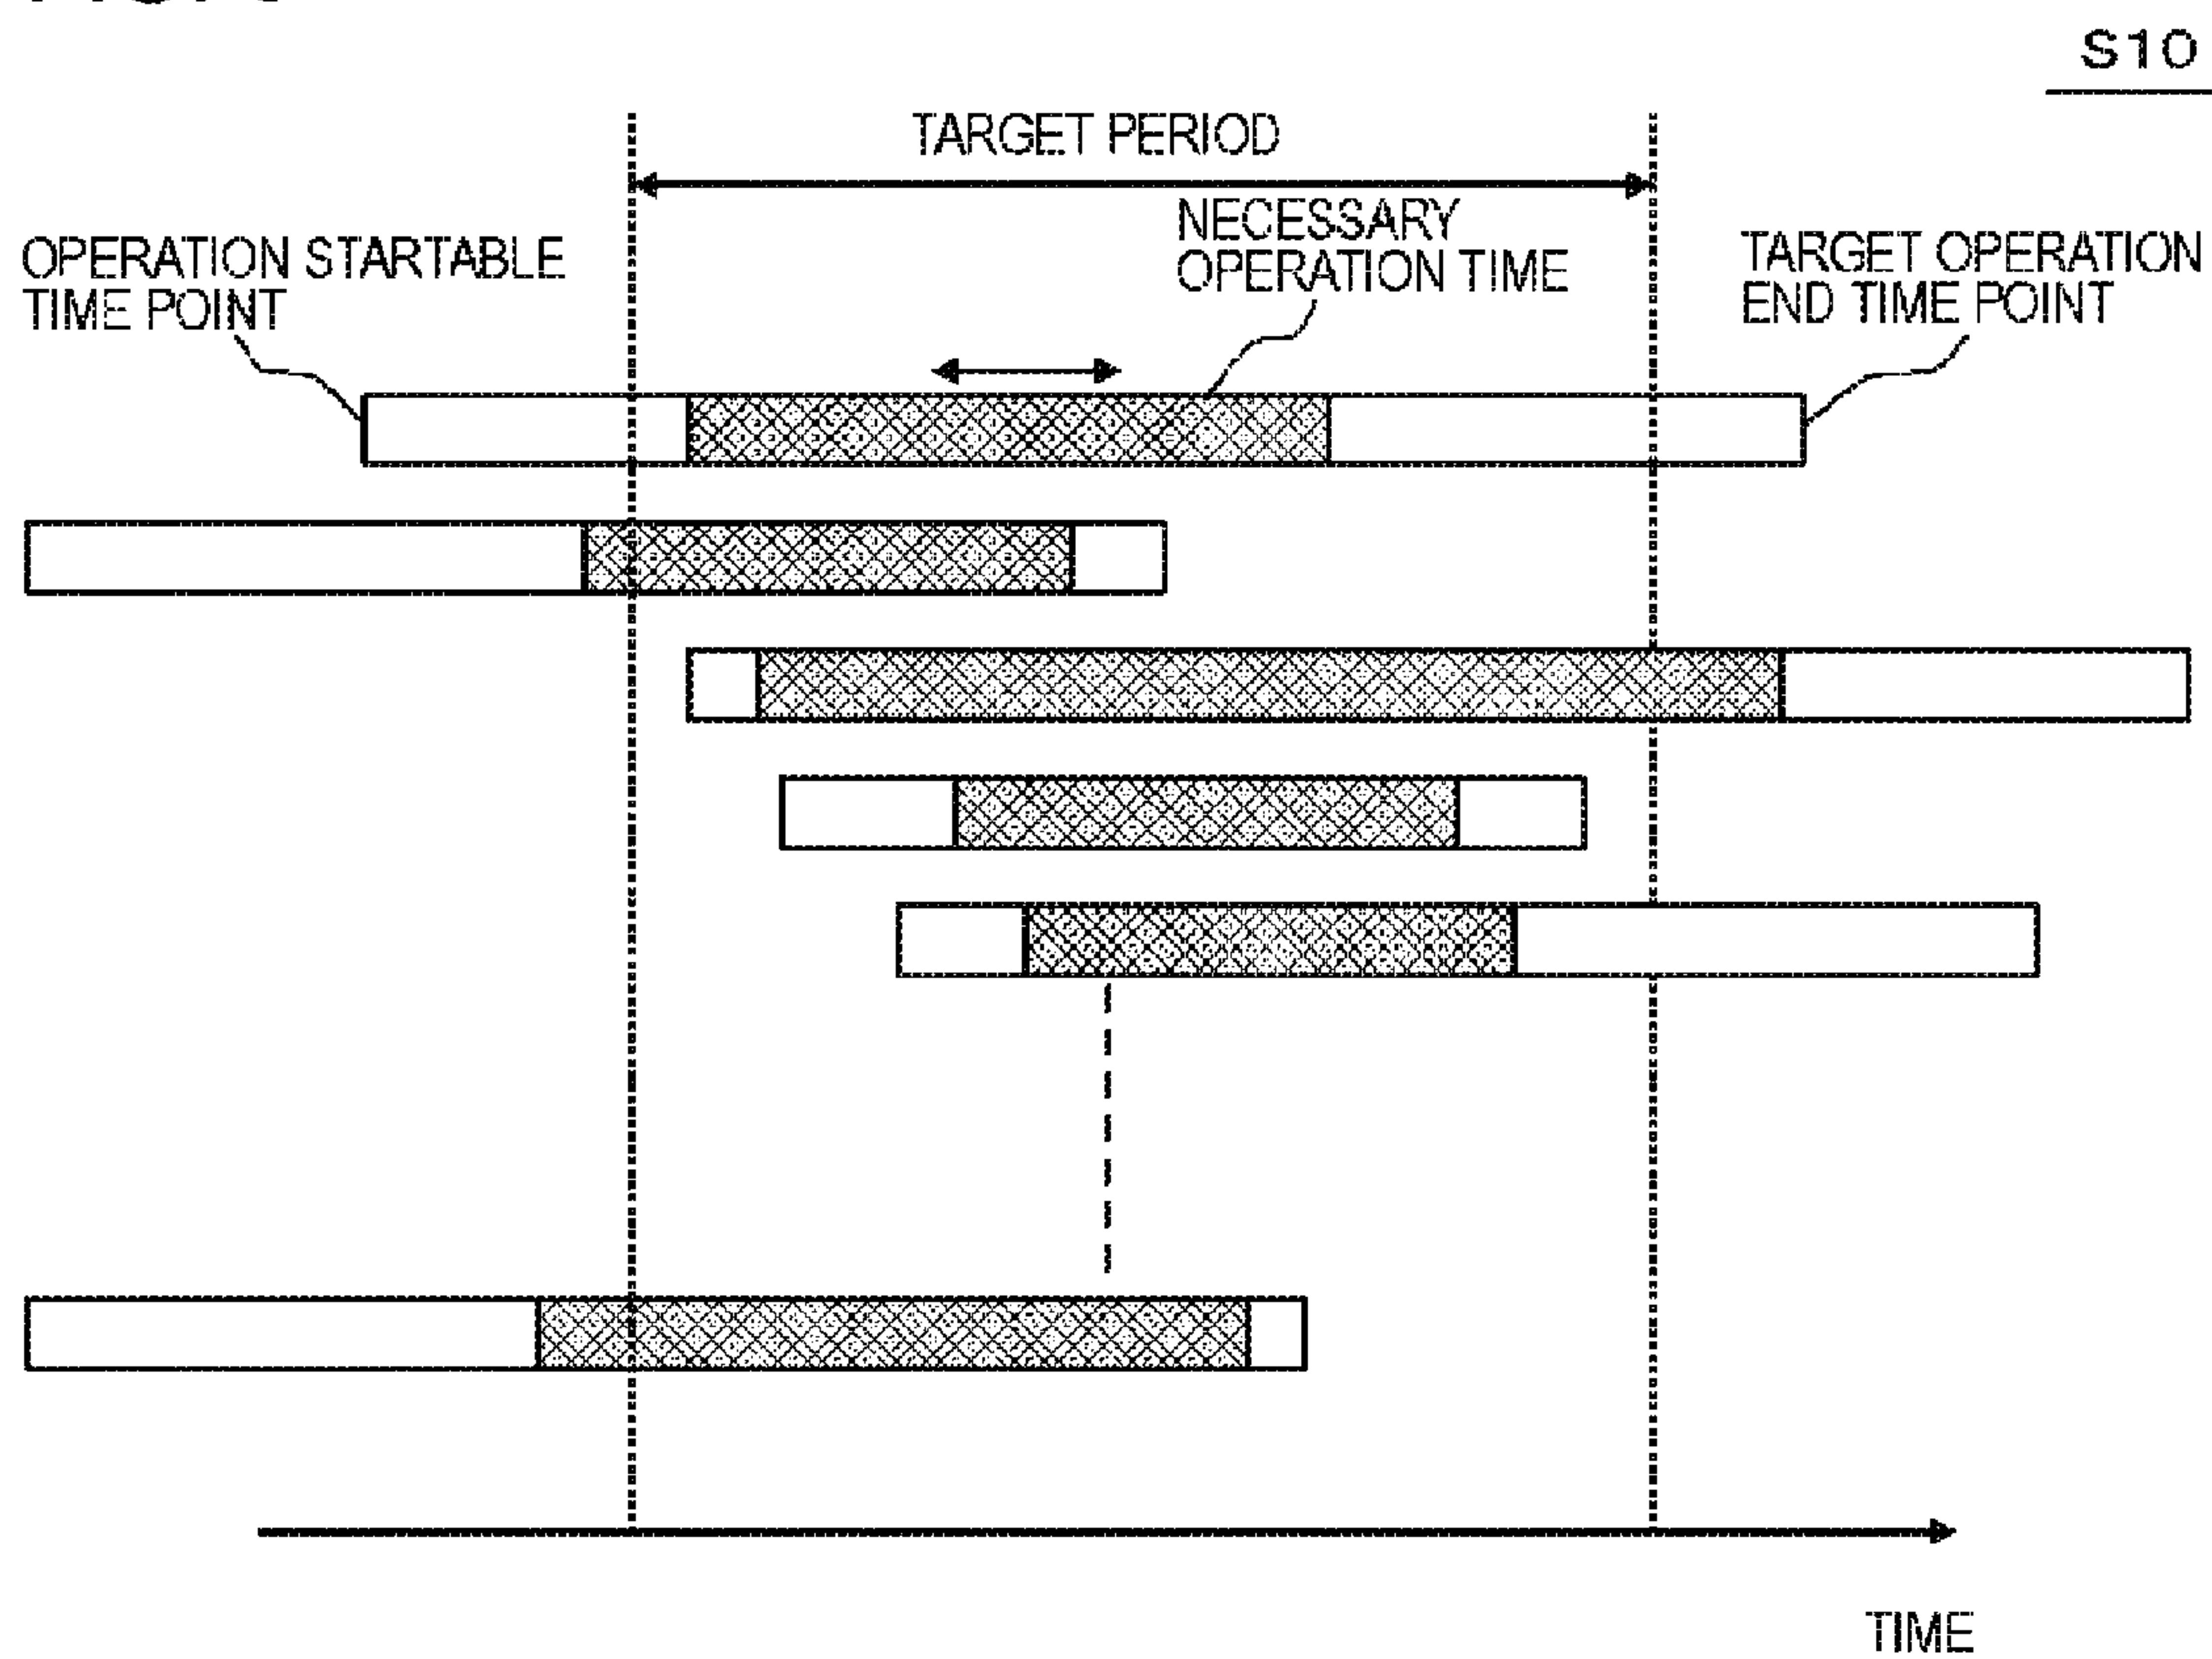 S10
TARGET PERIOD
NECESSARY
OPERATION TIME
OPERATION STARTABLE
TIME POINT
TARGET OPERATION
END TIME POINT
TIME